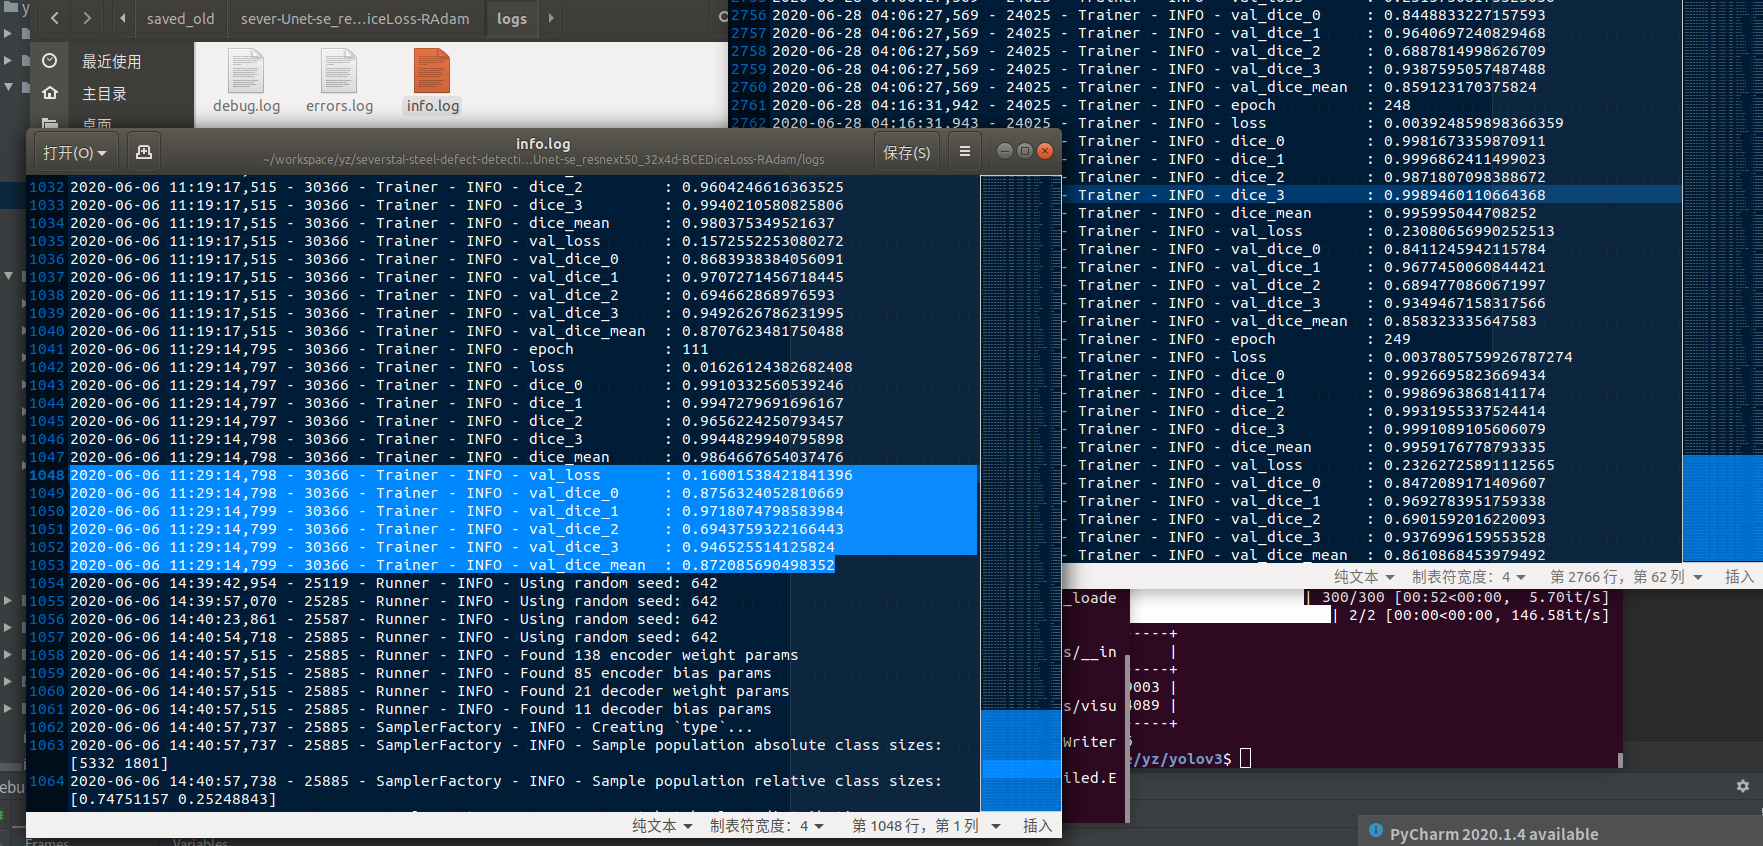 saved_old
sever-Unet-se_re...iceLoss-RAdam
logs
最近使用
主目录
桌面
debug.log
errors.log
info.log
2756 2020-06-28 04:06:27,569 - 24025 - Trainer - INFO - val_dice_0 : 0.8448833227157593
2757 2020-06-28 04:06:27,569 - 24025 - Trainer - INFO - val_dice_1 : 0.9640697240829468
2758 2020-06-28 04:06:27,569 - 24025 - Trainer - INFO - val_dice_2 : 0.6887814998626709
2759 2020-06-28 04:06:27,569 - 24025 - Trainer - INFO - val_dice_3 : 0.9387595057487488
2760 2020-06-28 04:06:27,569 - 24025 - Trainer - INFO - val_dice_mean : 0.859123170375824
2761 2020-06-28 04:16:31,942 - 24025 - Trainer - INFO - epoch : 248
2762 2020-06-28 04:16:31,943 - 24025 - Trainer - INFO - loss : 0.003924859898366359
- Trainer - INFO - dice_0 : 0.9981673359870911
- Trainer - INFO - dice_1 : 0.9996862411499023
- Trainer - INFO - dice_2 : 0.9871807098388672
- Trainer - INFO - dice_3 : 0.9989460110664368
- Trainer - INFO - dice_mean : 0.995995044708252
- Trainer - INFO - val_loss : 0.23080656990252513
- Trainer - INFO - val_dice_0 : 0.8411245942115784
- Trainer - INFO - val_dice_1 : 0.9677450060844421
- Trainer - INFO - val_dice_2 : 0.6894770860671997
- Trainer - INFO - val_dice_3 : 0.9349467158317566
- Trainer - INFO - val_dice_mean : 0.858323335647583
- Trainer - INFO - epoch : 249
- Trainer - INFO - loss : 0.0037805759926787274
- Trainer - INFO - dice_0 : 0.9926695823669434
- Trainer - INFO - dice_1 : 0.9986963868141174
- Trainer - INFO - dice_2 : 0.9931955337524414
- Trainer - INFO - dice_3 : 0.9991089105606079
- Trainer - INFO - dice_mean : 0.9959176778793335
- Trainer - INFO - val_loss : 0.23262725891112565
- Trainer - INFO - val_dice_0 : 0.8472089171409607
- Trainer - INFO - val_dice_1 : 0.9692783951759338
- Trainer - INFO - val_dice_2 : 0.6901592016220093
- Trainer - INFO - val_dice_3 : 0.9376996159553528
- Trainer - INFO - val_dice_mean : 0.8610868453979492
纯文本 制表符宽度：4 第 2766 行，第 62 列 插入
打开(O)
info.log
~/workspace/yz/severstal-steel-defect-detecti...Unet-se_resnext50_32x4d-BCEDiceLoss-RAdam/logs
保存(S)
1032 2020-06-06 11:19:17,515 - 30366 - Trainer - INFO - dice_2 : 0.9604246616363525
1033 2020-06-06 11:19:17,515 - 30366 - Trainer - INFO - dice_3 : 0.9940210580825806
1034 2020-06-06 11:19:17,515 - 30366 - Trainer - INFO - dice_mean : 0.980375349521637
1035 2020-06-06 11:19:17,515 - 30366 - Trainer - INFO - val_loss : 0.1572552253080272
1036 2020-06-06 11:19:17,515 - 30366 - Trainer - INFO - val_dice_0 : 0.8683938384056091
1037 2020-06-06 11:19:17,515 - 30366 - Trainer - INFO - val_dice_1 : 0.9707271456718445
1038 2020-06-06 11:19:17,515 - 30366 - Trainer - INFO - val_dice_2 : 0.694662868976593
1039 2020-06-06 11:19:17,515 - 30366 - Trainer - INFO - val_dice_3 : 0.9492626786231995
1040 2020-06-06 11:19:17,515 - 30366 - Trainer - INFO - val_dice_mean : 0.8707623481750488
1041 2020-06-06 11:29:14,795 - 30366 - Trainer - INFO - epoch : 111
1042 2020-06-06 11:29:14,797 - 30366 - Trainer - INFO - loss : 0.01626124382682408
1043 2020-06-06 11:29:14,797 - 30366 - Trainer - INFO - dice_0 : 0.9910332560539246
1044 2020-06-06 11:29:14,797 - 30366 - Trainer - INFO - dice_1 : 0.9947279691696167
1045 2020-06-06 11:29:14,797 - 30366 - Trainer - INFO - dice_2 : 0.9656224250793457
1046 2020-06-06 11:29:14,798 - 30366 - Trainer - INFO - dice_3 : 0.9944829940795898
1047 2020-06-06 11:29:14,798 - 30366 - Trainer - INFO - dice_mean : 0.9864667654037476
1048 2020-06-06 11:29:14,798 - 30366 - Trainer - INFO - val_loss : 0.16001538421841396
1049 2020-06-06 11:29:14,798 - 30366 - Trainer - INFO - val_dice_0 : 0.8756324052810669
1050 2020-06-06 11:29:14,799 - 30366 - Trainer - INFO - val_dice_1 : 0.9718074798583984
1051 2020-06-06 11:29:14,799 - 30366 - Trainer - INFO - val_dice_2 : 0.6943759322166443
1052 2020-06-06 11:29:14,799 - 30366 - Trainer - INFO - val_dice_3 : 0.946525514125824
1053 2020-06-06 11:29:14,799 - 30366 - Trainer - INFO - val_dice_mean : 0.872085690498352
1054 2020-06-06 14:39:42,954 - 25119 - Runner - INFO - Using random seed: 642
1055 2020-06-06 14:39:57,070 - 25285 - Runner - INFO - Using random seed: 642
1056 2020-06-06 14:40:23,861 - 25587 - Runner - INFO - Using random seed: 642
1057 2020-06-06 14:40:54,718 - 25885 - Runner - INFO - Using random seed: 642
1058 2020-06-06 14:40:57,515 - 25885 - Runner - INFO - Found 138 encoder weight params
1059 2020-06-06 14:40:57,515 - 25885 - Runner - INFO - Found 85 encoder bias params
1060 2020-06-06 14:40:57,515 - 25885 - Runner - INFO - Found 21 decoder weight params
1061 2020-06-06 14:40:57,515 - 25885 - Runner - INFO - Found 11 decoder bias params
1062 2020-06-06 14:40:57,737 - 25885 - SamplerFactory - INFO - Creating `type`...
1063 2020-06-06 14:40:57,737 - 25885 - SamplerFactory - INFO - Sample population absolute class sizes:
[5332 1801]
1064 2020-06-06 14:40:57,738 - 25885 - SamplerFactory - INFO - Sample population relative class sizes:
[0.74751157 0.25248843]
纯文本 制表符宽度：4 第 1048 行，第 1 列 插入
_loade
s/__in
s/visu
Writer
iled.E
| 300/300 [00:52<00:00, 5.70it/s]
| 2/2 [00:00<00:00, 146.58it/s]
-----+
|
-----+
0003 |
4089 |
-----+
e/yz/yolov3$
ebu
Frames
Variables
PyCharm 2020.1.4 available